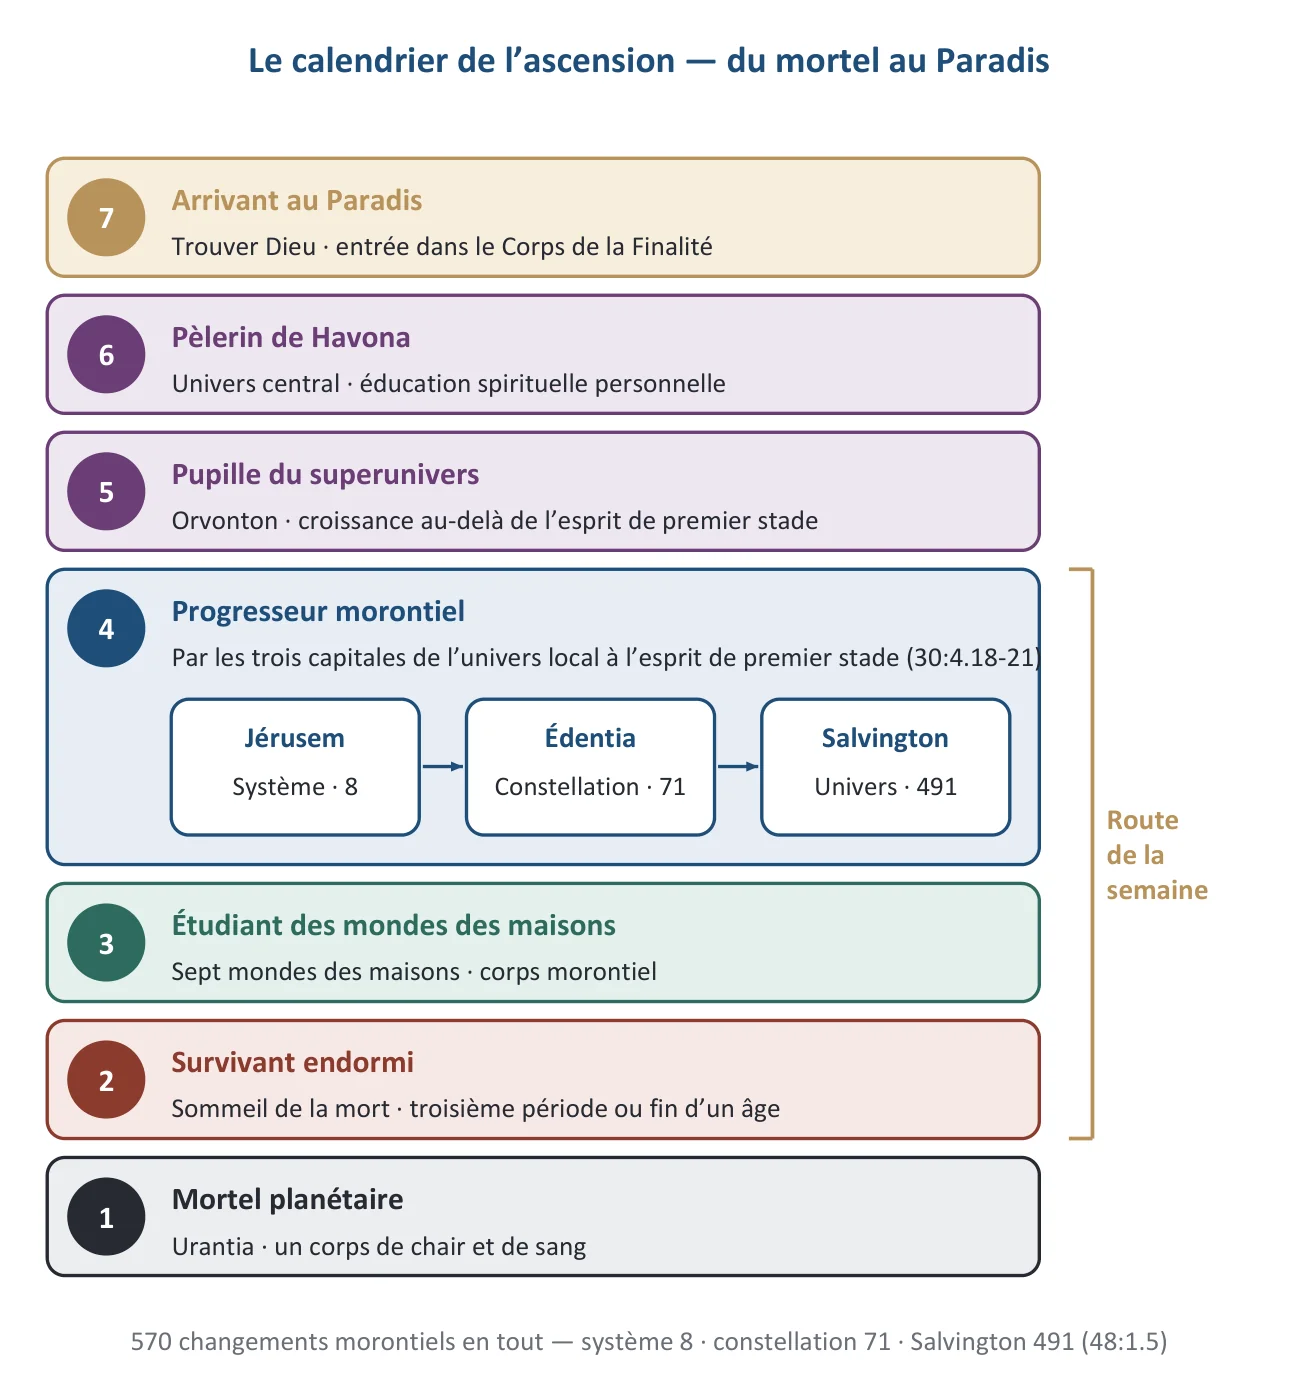 Le calendrier de l’ascension — du mortel au Paradis
7
Arrivant au Paradis
Trouver Dieu · entrée dans le Corps de la Finalité
6
Pèlerin de Havona
Univers central · éducation spirituelle personnelle
5
Pupille du superunivers
Orvonton · croissance au-delà de l’esprit de premier stade
4
Progresseur morontiel
Par les trois capitales de l’univers local à l’esprit de premier stade (30:4.18-21)
Jérusem
Système · 8
Édentia
Constellation · 71
Salvington
Univers · 491
Route
de la
semaine
3
Étudiant des mondes des maisons
Sept mondes des maisons · corps morontiel
2
Survivant endormi
Sommeil de la mort · troisième période ou fin d’un âge
1
Mortel planétaire
Urantia · un corps de chair et de sang
570 changements morontiels en tout — système 8 · constellation 71 · Salvington 491 (48:1.5)